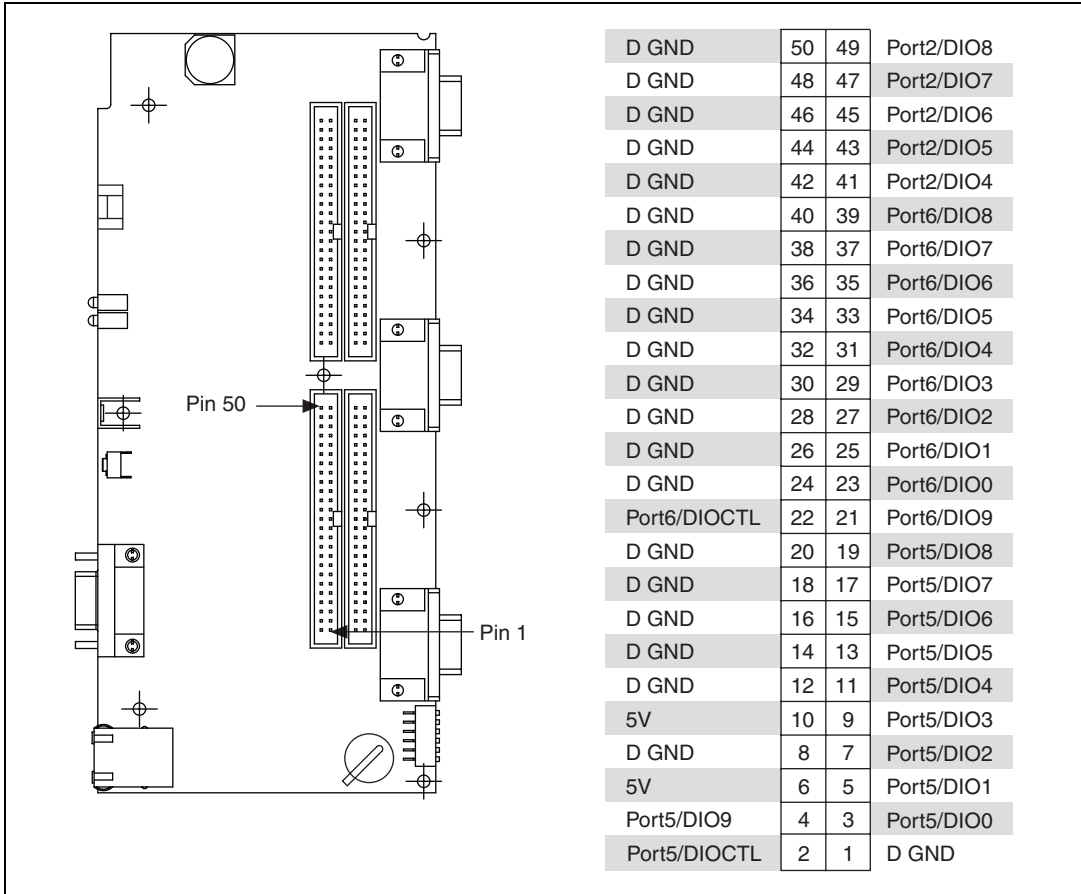 Pin 50
Pin 1
D GND 50 49 Port2/DIO8
D GND 48 47 Port2/DIO7
D GND 46 45 Port2/DIO6
D GND 44 43 Port2/DIO5
D GND 42 41 Port2/DIO4
D GND 40 39 Port6/DIO8
D GND 38 37 Port6/DIO7
D GND 36 35 Port6/DIO6
D GND 34 33 Port6/DIO5
D GND 32 31 Port6/DIO4
D GND 30 29 Port6/DIO3
D GND 28 27 Port6/DIO2
D GND 26 25 Port6/DIO1
D GND 24 23 Port6/DIO0
Port6/DIOCTL 22 21 Port6/DIO9
D GND 20 19 Port5/DIO8
D GND 18 17 Port5/DIO7
D GND 16 15 Port5/DIO6
D GND 14 13 Port5/DIO5
D GND 12 11 Port5/DIO4
5V 10 9 Port5/DIO3
D GND 8 7 Port5/DIO2
5V 6 5 Port5/DIO1
Port5/DIO9 4 3 Port5/DIO0
Port5/DIOCTL 2 1 D GND